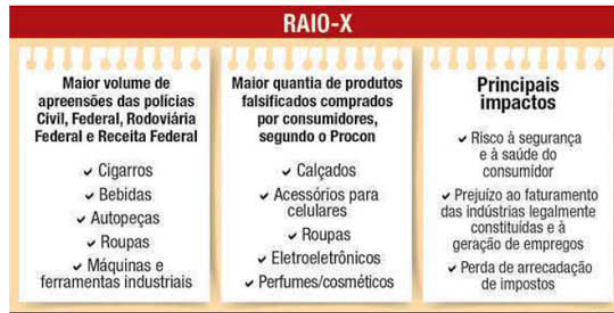 RAIO-X
Maior volume de
apreensões das polícias
Civil, Federal, Rodoviária
Federal e Receita Federal
✓ Cigarros
✓ Bebidas
✓ Autopeças
✓ Roupas
✓ Máquinas e
ferramentas industriais
Maior quantia de produtos
falsificados comprados
por consumidores,
segundo o Procon
✓ Calçados
✓ Acessórios para
celulares
✓ Roupas
✓ Eletroeletrônicos
✓ Perfumes/cosméticos
Principais
impactos
✓ Risco à segurança
e à saúde do
consumidor
✓ Prejuízo ao faturamento
das indústrias legalmente
constituídas e à
geração de empregos
✓ Perda de arrecadação
de impostos